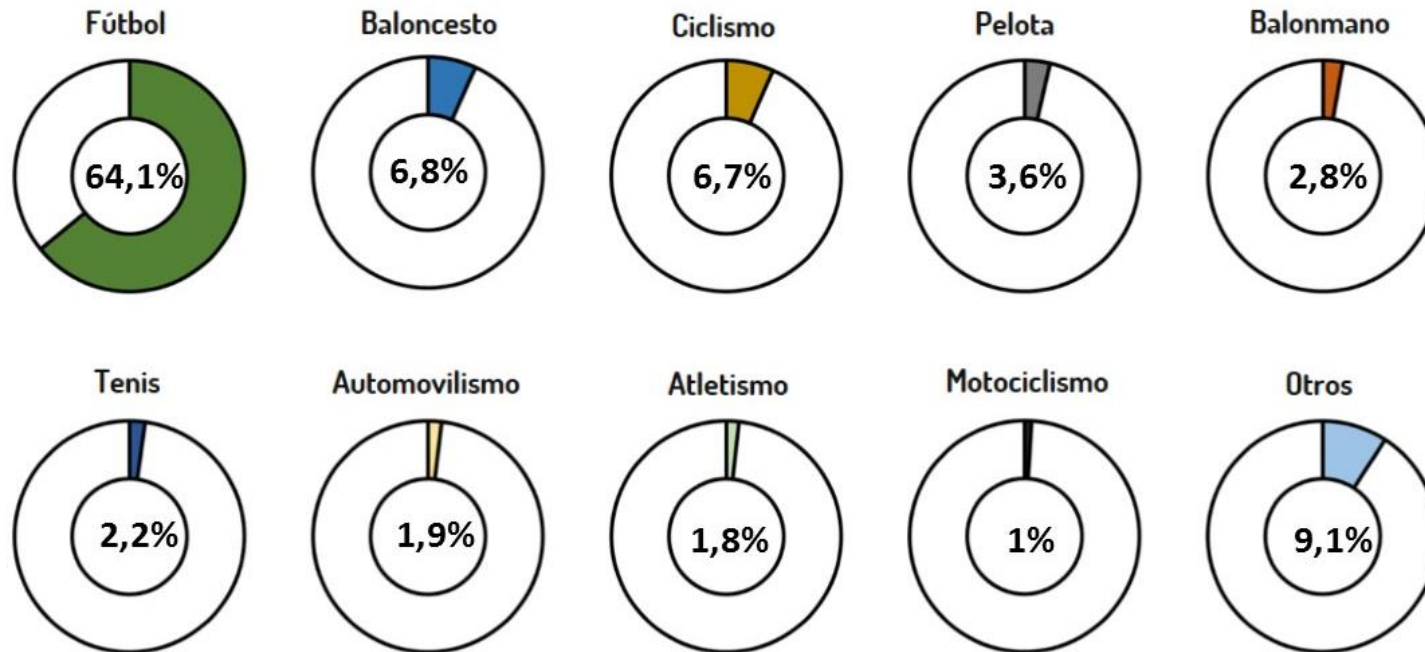 Fútbol
Baloncesto
Ciclismo
Pelota
Balonmano
64,1%
6,8%
6,7%
3,6%
2,8%
Tenis
Automovilismo
Atletismo
Motociclismo
Otros
2,2%
1,9%
1,8%
1%
9,1%